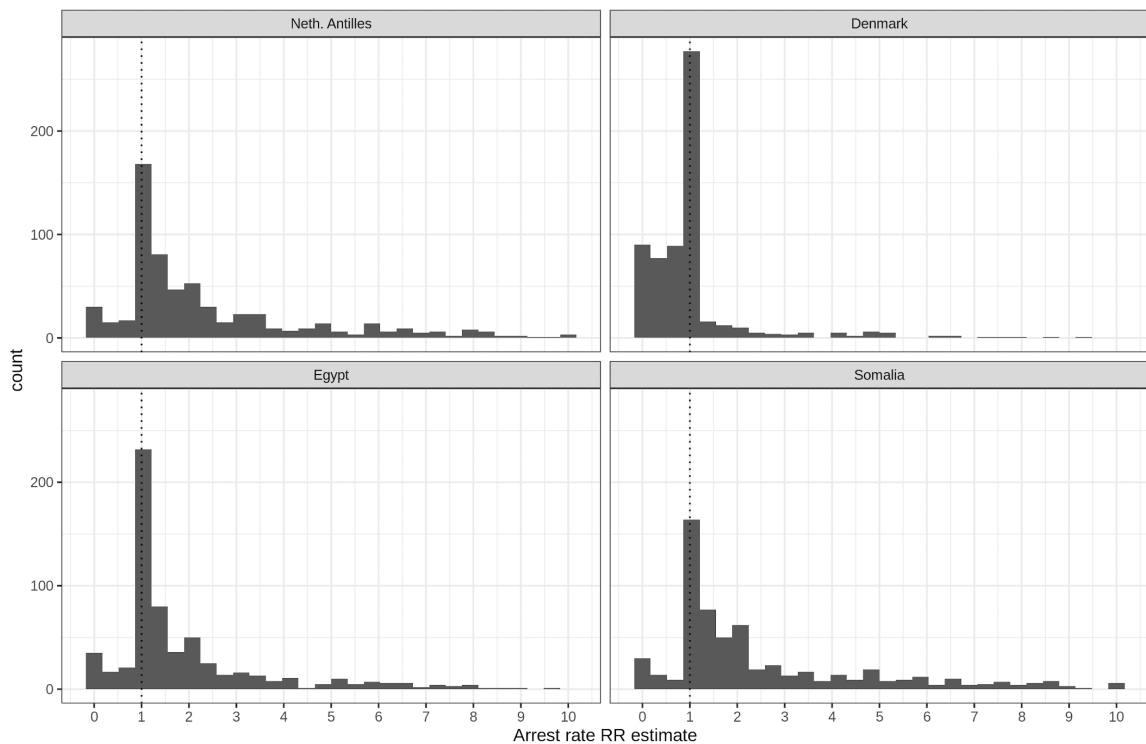 Neth. Antilles
Denmark
200
100
0
Egypt
Somalia
200
100
0
count
0 1 2 3 4 5 6 7 8 9 10
0 1 2 3 4 5 6 7 8 9 10
Arrest rate RR estimate